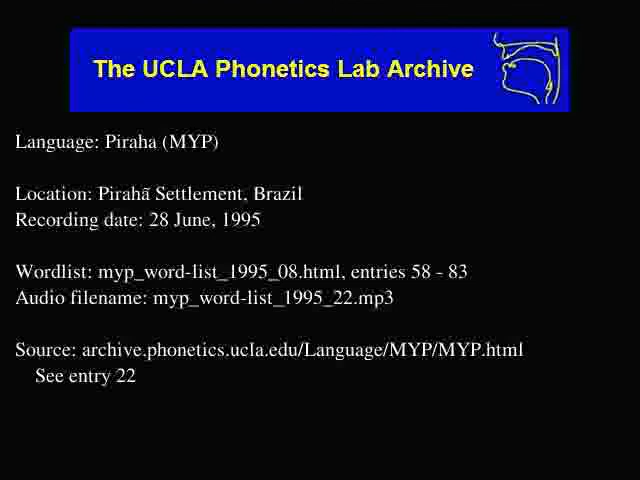 The UCLA Phonetics Lab Archive
Language: Piraha (MYP)
Location: Pirahã Settlement, Brazil
Recording date: 28 June, 1995
Wordlist: myp_word-list_1995_08.html, entries 58 - 83
Audio filename: myp_word-list_1995_22.mp3
Source: archive.phonetics.ucla.edu/Language/MYP/MYP.html
See entry 22